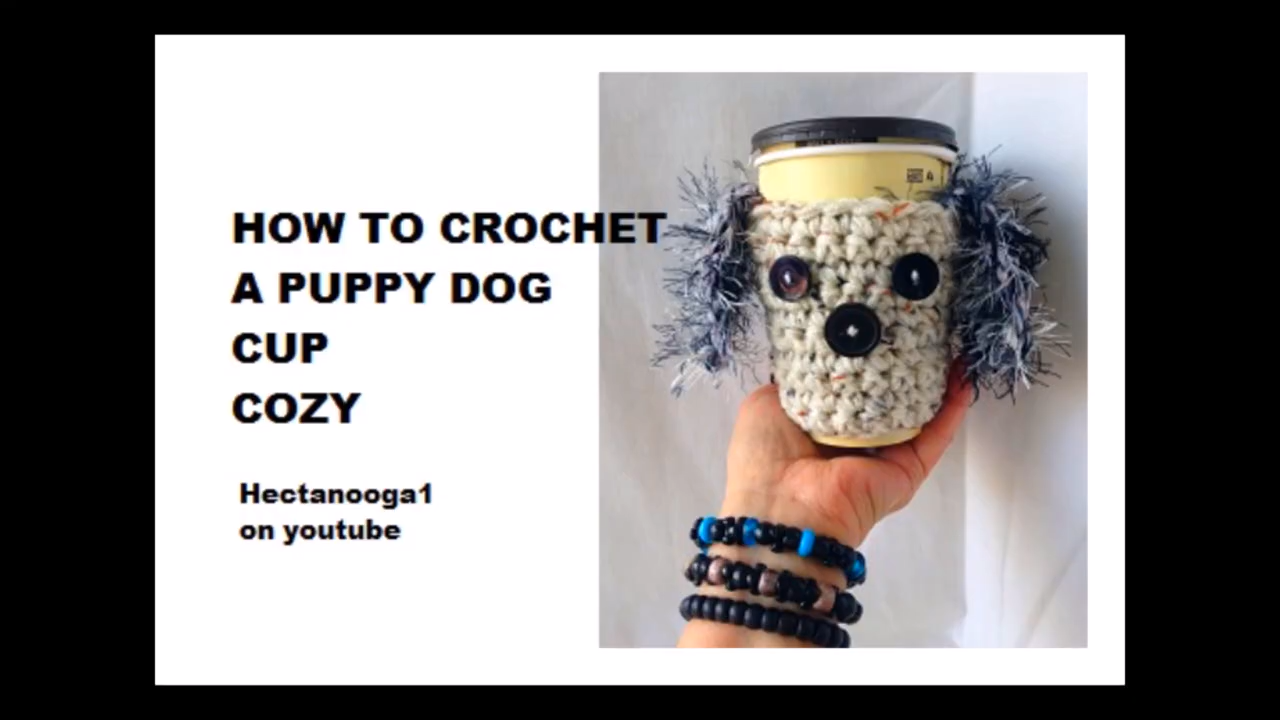 HOW TO CROCHET
A PUPPY DOG
CUP
COZY
Hectanooga1
on youtube